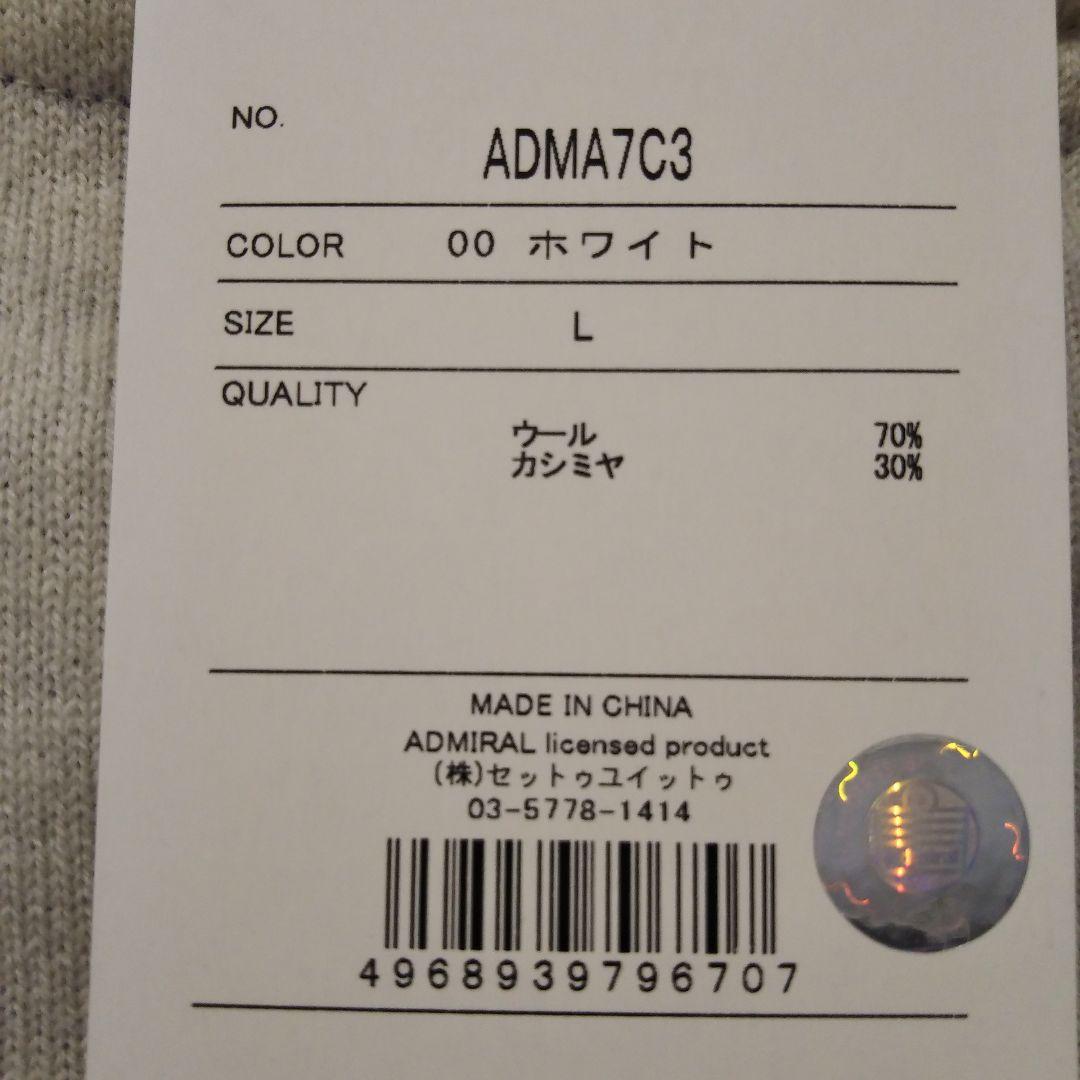 NO.
ADMA7C3
COLOR 00 ホワイト
SIZE L
QUALITY
ウール 70%
カシミヤ 30%
MADE IN CHINA
ADMIRAL licensed product
(株)セットゥユイットゥ
03-5778-1414
4968939796707